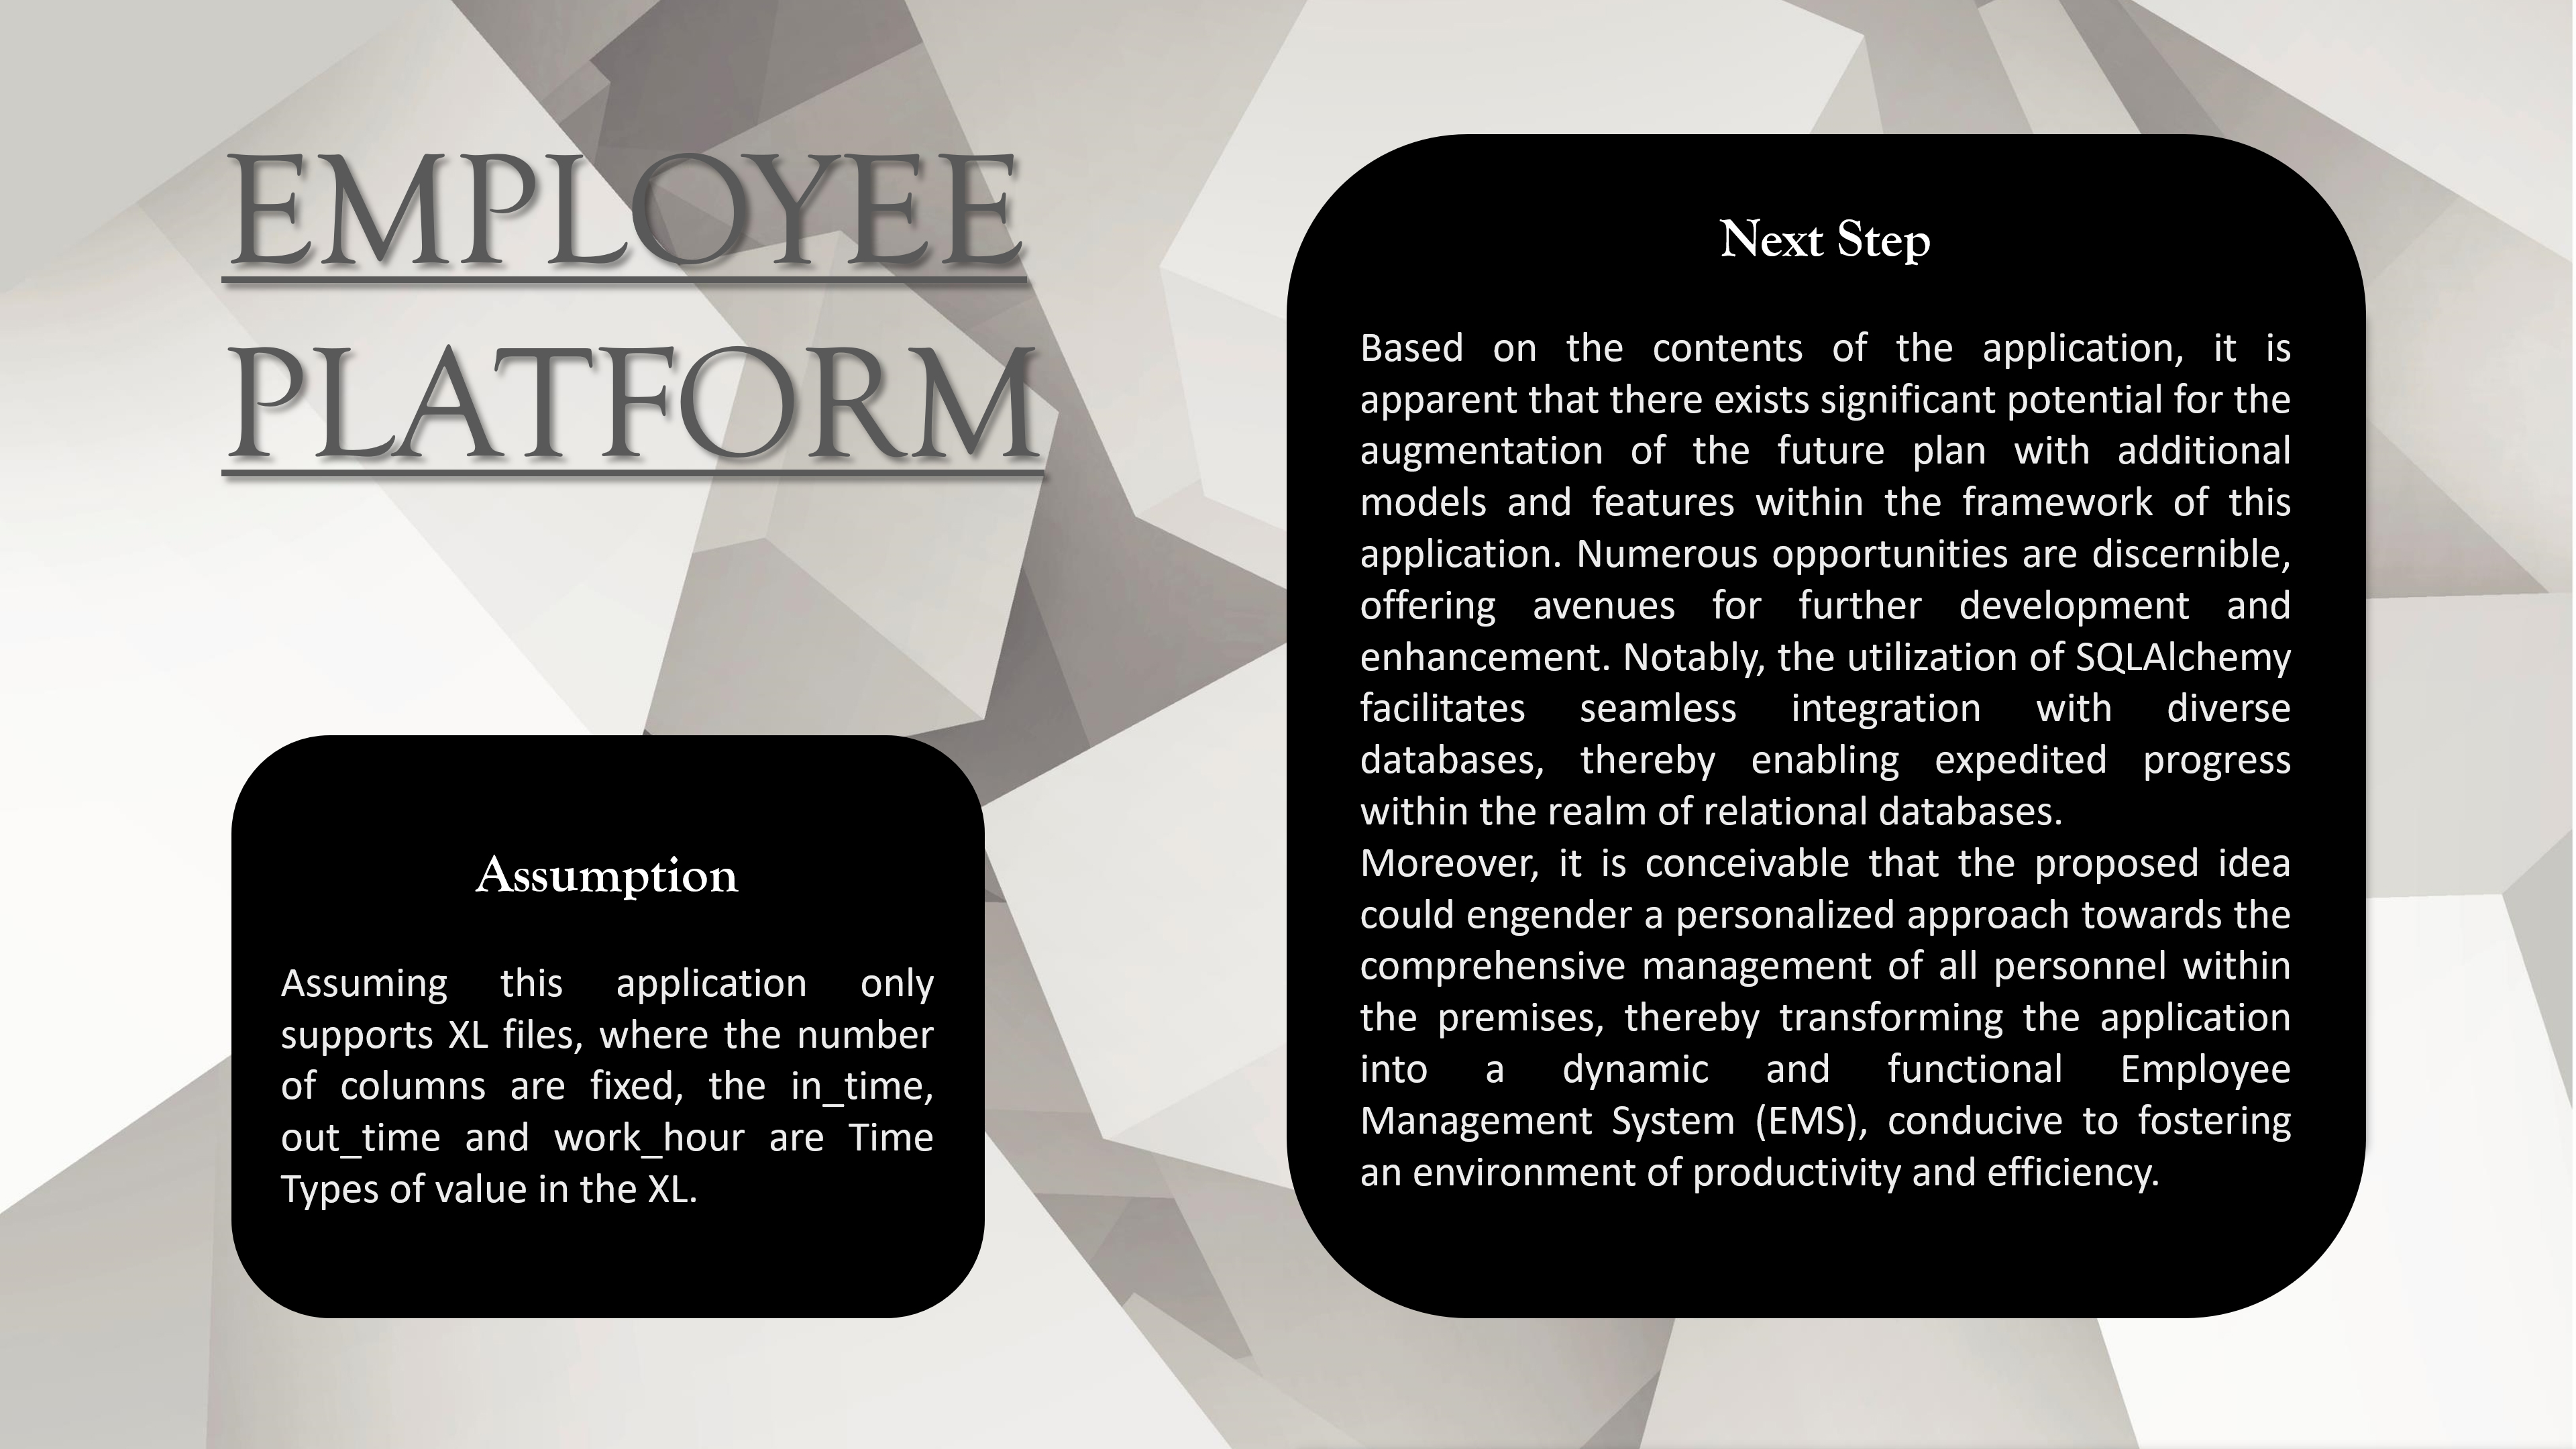 EMPLOYEE
PLATFORM
Assumption
Assuming this application only
supports XL files, where the number
of columns are fixed, the in_time,
out_time and work_hour are Time
Types of value in the XL.
Next Step
Based on the contents of the application, it is
apparent that there exists significant potential for the
augmentation of the future plan with additional
models and features within the framework of this
application. Numerous opportunities are discernible,
offering avenues for further development and
enhancement. Notably, the utilization of SQLAlchemy
facilitates seamless integration with diverse
databases, thereby enabling expedited progress
within the realm of relational databases.
Moreover, it is conceivable that the proposed idea
could engender a personalized approach towards the
comprehensive management of all personnel within
the premises, thereby transforming the application
into a dynamic and functional Employee
Management System (EMS), conducive to fostering
an environment of productivity and efficiency.